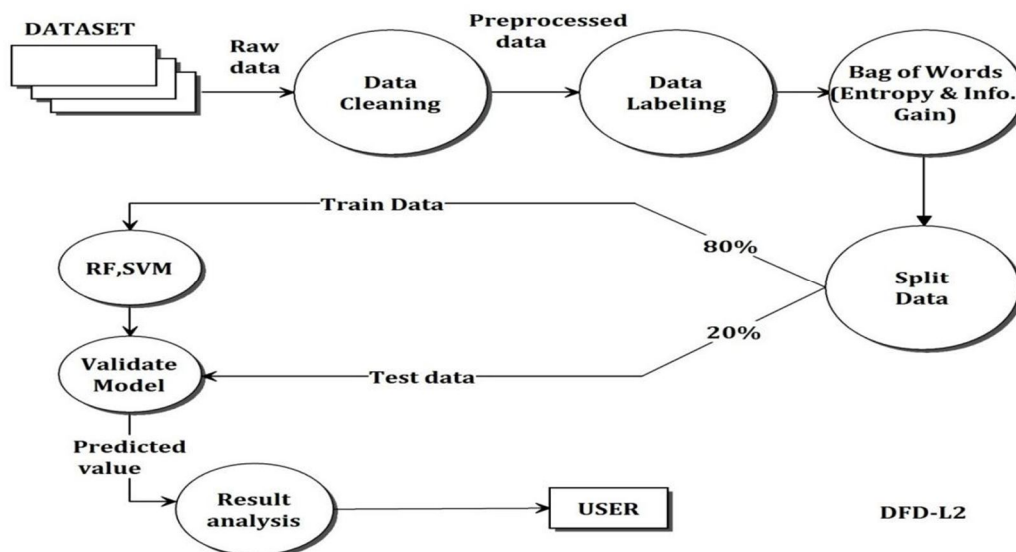 DATASET
Raw
data
Data
Cleaning
Preprocessed
data
Data
Labeling
Bag of Words
(Entropy & Info.
Gain)
Train Data
80%
RF,SVM
Split
Data
20%
Validate
Model
Test data
Predicted
value
Result
analysis
USER
DFD-L2